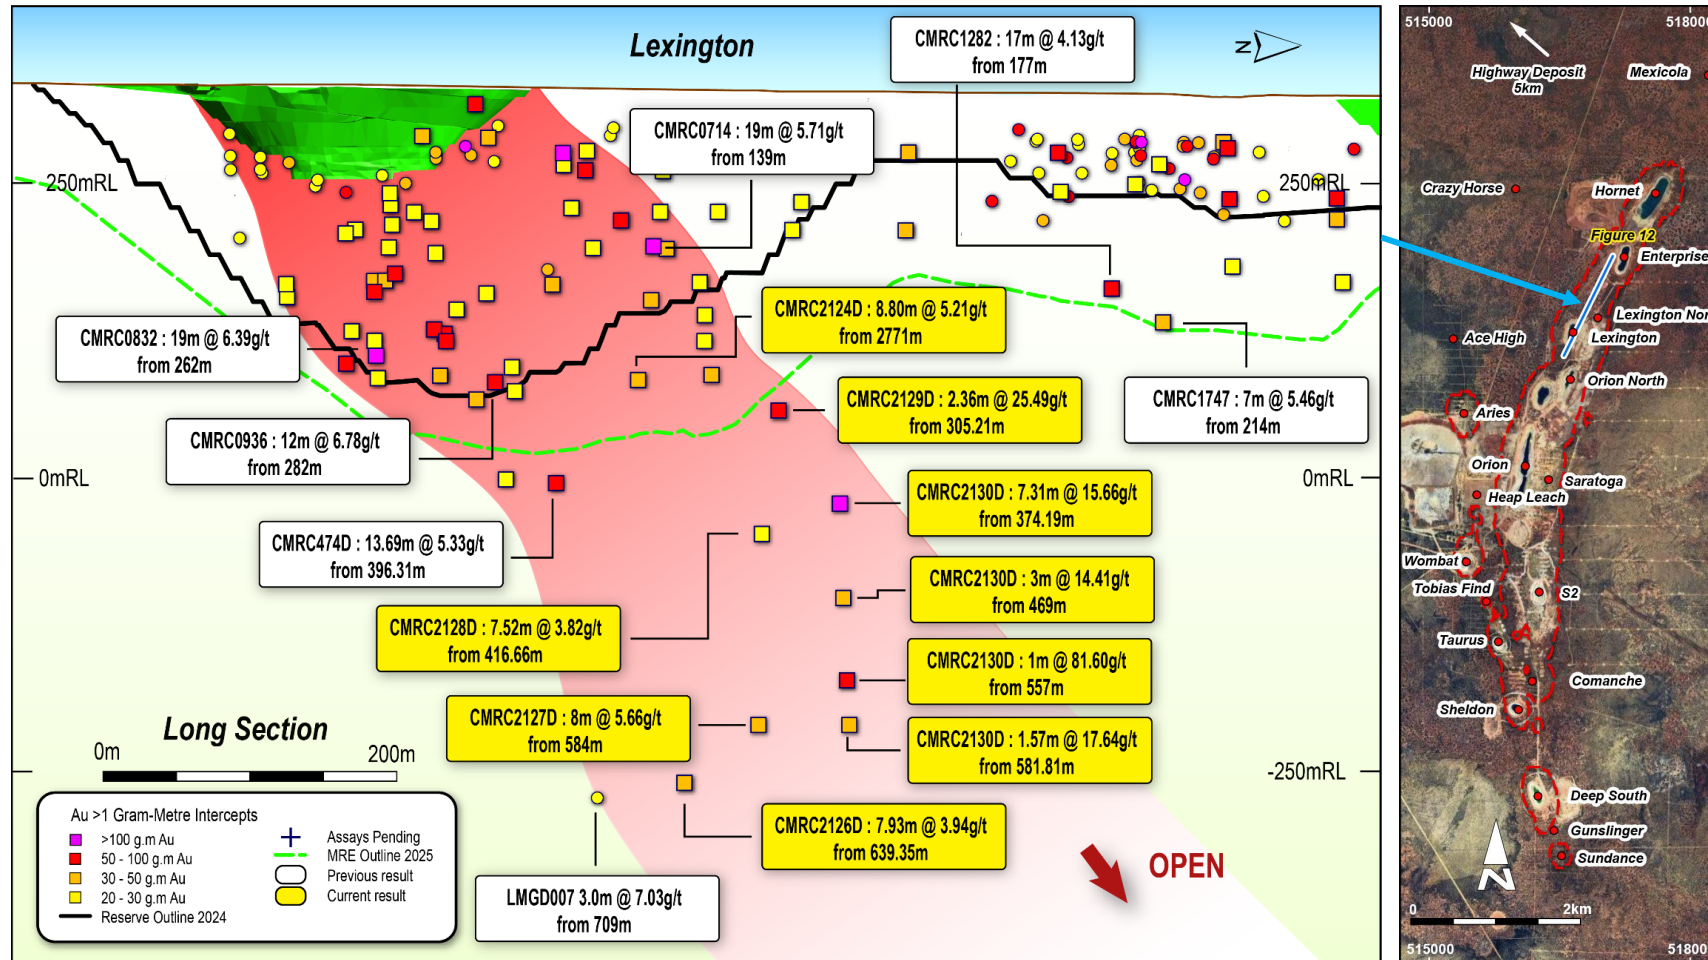 Lexington
N
CMRC1282 : 17m @ 4.13g/t
from 177m
CMRC0714 : 19m @ 5.71g/t
from 139m
250mRL
250mRL
CMRC2124D : 8.80m @ 5.21g/t
from 2771m
CMRC0832 : 19m @ 6.39g/t
from 262m
CMRC2129D : 2.36m @ 25.49g/t
from 305.21m
CMRC1747 : 7m @ 5.46g/t
from 214m
CMRC0936 : 12m @ 6.78g/t
from 282m
0mRL
0mRL
CMRC2130D : 7.31m @ 15.66g/t
from 374.19m
CMRC474D : 13.69m @ 5.33g/t
from 396.31m
CMRC2130D : 3m @ 14.41g/t
from 469m
CMRC2128D : 7.52m @ 3.82g/t
from 416.66m
CMRC2130D : 1m @ 81.60g/t
from 557m
CMRC2127D : 8m @ 5.66g/t
from 584m
CMRC2130D : 1.57m @ 17.64g/t
from 581.81m
-250mRL
CMRC2126D : 7.93m @ 3.94g/t
from 639.35m
LMGD007 3.0m @ 7.03g/t
from 709m
OPEN
Long Section
0m 200m
Au >1 Gram-Metre Intercepts
>100 g.m Au
50 - 100 g.m Au
30 - 50 g.m Au
20 - 30 g.m Au
Reserve Outline 2024
Assays Pending
MRE Outline 2025
Previous result
Current result
515000 518000
Highway Deposit
5km
Mexicola
Crazy Horse
Hornet
Figure 12
Enterprise
Lexington Nor
Ace High
Lexington
Orion North
Aries
Orion
Saratoga
Heap Leach
Wombat
Tobias Find
S2
Taurus
Comanche
Sheldon
Deep South
Gunslinger
Sundance
N
0 2km
515000 518000